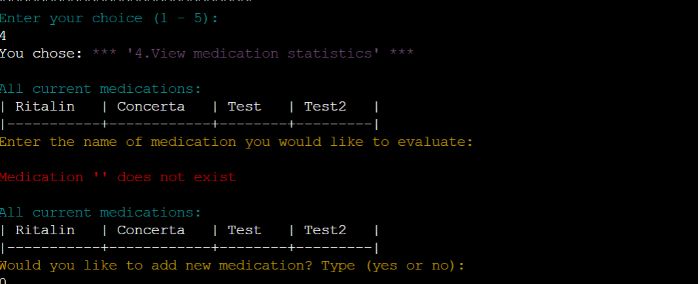 ******************************
Enter your choice (1 - 5):
4
You chose: *** '4.View medication statistics' ***
All current medications:
| Ritalin   | Concerta   | Test   | Test2   |
|-----------+------------+--------+---------|
Enter the name of medication you would like to evaluate:
Medication '' does not exist
All current medications:
| Ritalin   | Concerta   | Test   | Test2   |
|-----------+------------+--------+---------|
Would you like to add new medication? Type (yes or no):